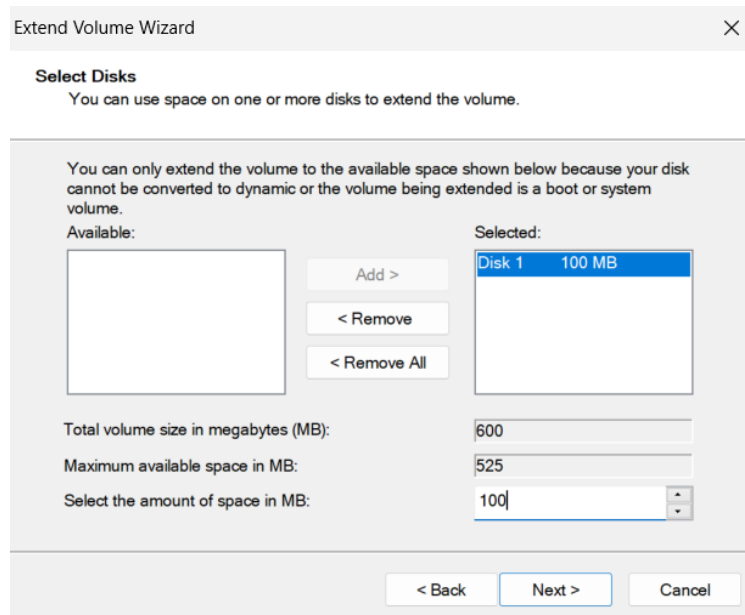 Extend Volume Wizard
Select Disks
You can use space on one or more disks to extend the volume.
You can only extend the volume to the available space shown below because your disk
cannot be converted to dynamic or the volume being extended is a boot or system
volume.
Available:
Selected:
Disk 1 100 MB
Add >
< Remove
< Remove All
Total volume size in megabytes (MB): 600
Maximum available space in MB: 525
Select the amount of space in MB: 100
< Back Next > Cancel